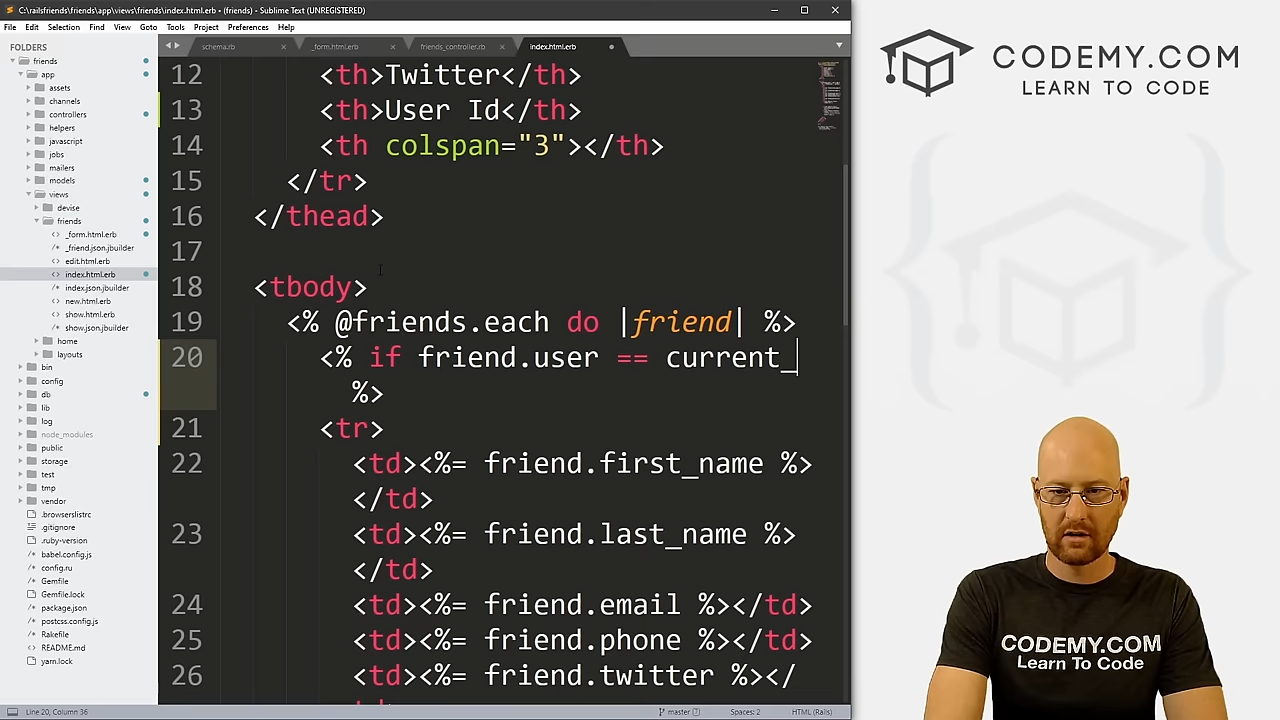 C:\railsfriends\friends\app\views\friends\index.html.erb • (friends) - Sublime Text (UNREGISTERED)
File Edit Selection Find View Goto Tools Project Preferences Help
FOLDERS
friends
app
assets
channels
controllers
helpers
javascript
jobs
mailers
models
views
devise
friends
_form.html.erb
_friend.json.jbuilder
edit.html.erb
index.html.erb
index.json.jbuilder
new.html.erb
show.html.erb
show.json.jbuilder
home
layouts
bin
config
db
lib
log
node_modules
public
storage
test
tmp
vendor
.browserslistrc
.gitignore
.ruby-version
babel.config.js
config.ru
Gemfile
Gemfile.lock
package.json
postcss.config.js
Rakefile
README.md
yarn.lock
schema.rb
_form.html.erb
friends_controller.rb
index.html.erb
12 <th>Twitter</th>
13 <th>User Id</th>
14 <th colspan="3"></th>
15 </tr>
16 </thead>
17
18 <tbody>
19 <% @friends.each do |friend| %>
20 <% if friend.user == current_
%>
21 <tr>
22 <td><%= friend.first_name %>
</td>
23 <td><%= friend.last_name %>
</td>
24 <td><%= friend.email %></td>
25 <td><%= friend.phone %></td>
26 <td><%= friend.twitter %></
Line 20, Column 36
master 7
Spaces: 2
HTML (Rails)
CODEMY.COM
LEARN TO CODE
CODEMY.COM
Learn To Code